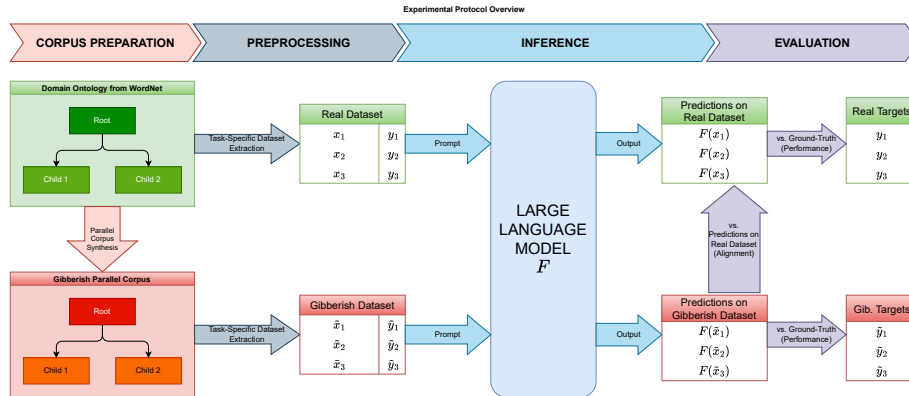 Experimental Protocol Overview
CORPUS PREPARATION
PREPROCESSING
INFERENCE
EVALUATION
Domain Ontology from WordNet
Root
Child 1
Child 2
Task-Specific Dataset
Extraction
Real Dataset
x₁ y₁
x₂ y₂
x₃ y₃
Prompt
LARGE
LANGUAGE
MODEL
F
Output
Predictions on
Real Dataset
F(x₁)
F(x₂)
F(x₃)
vs. Ground-Truth
(Performance)
Real Targets
y₁
y₂
y₃
Parallel
Corpus
Synthesis
vs.
Predictions on
Real Dataset
(Alignment)
Gibberish Parallel Corpus
Root
Child 1
Child 2
Task-Specific Dataset
Extraction
Gibberish Dataset
x̃₁ ỹ₁
x̃₂ ỹ₂
x̃₃ ỹ₃
Prompt
Output
Predictions on
Gibberish Dataset
F(x̃₁)
F(x̃₂)
F(x̃₃)
vs. Ground-Truth
(Performance)
Gib. Targets
ỹ₁
ỹ₂
ỹ₃